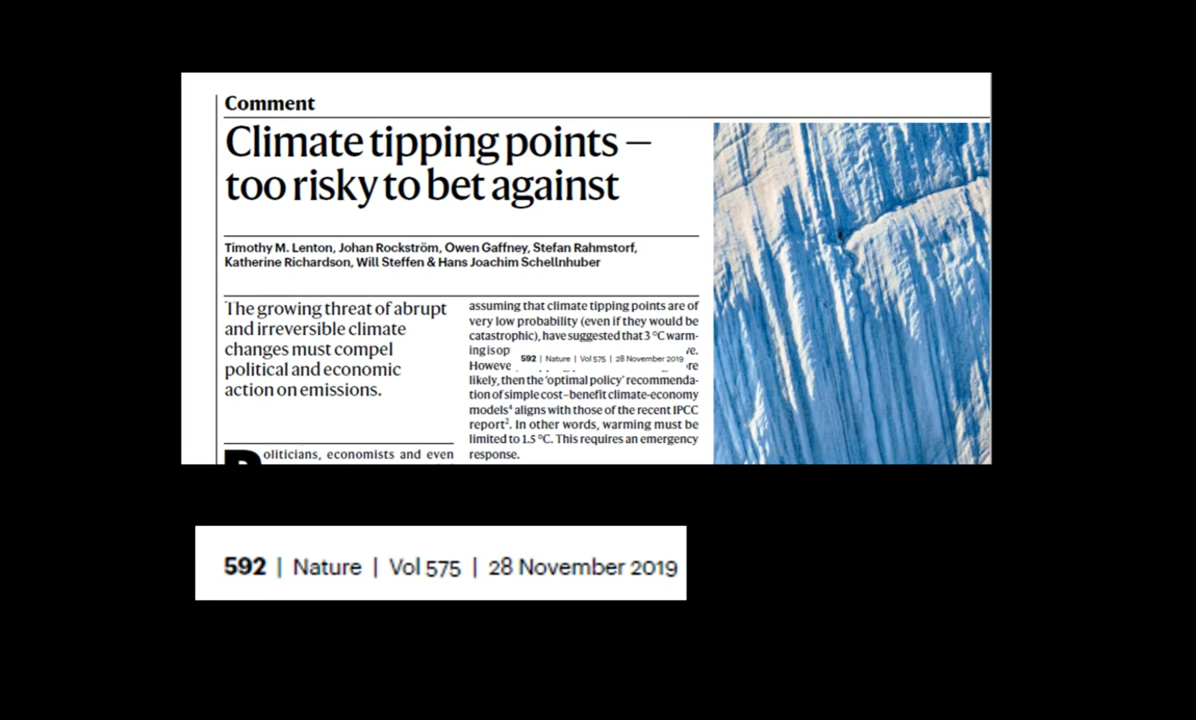 Comment
Climate tipping points —
too risky to bet against
Timothy M. Lenton, Johan Rockström, Owen Gaffney, Stefan Rahmstorf,
Katherine Richardson, Will Steffen & Hans Joachim Schellnhuber
The growing threat of abrupt
and irreversible climate
changes must compel
political and economic
action on emissions.
Politicians, economists and even
assuming that climate tipping points are of
very low probability (even if they would be
catastrophic), have suggested that 3 °C warm-
ing is op
592 | Nature | Vol 575 | 28 November 2019
likely, then the ‘optimal policy’ recommenda-
tion of simple cost–benefit climate-economy
models⁴ aligns with those of the recent IPCC
report². In other words, warming must be
limited to 1.5 °C. This requires an emergency
response.
592 | Nature | Vol 575 | 28 November 2019